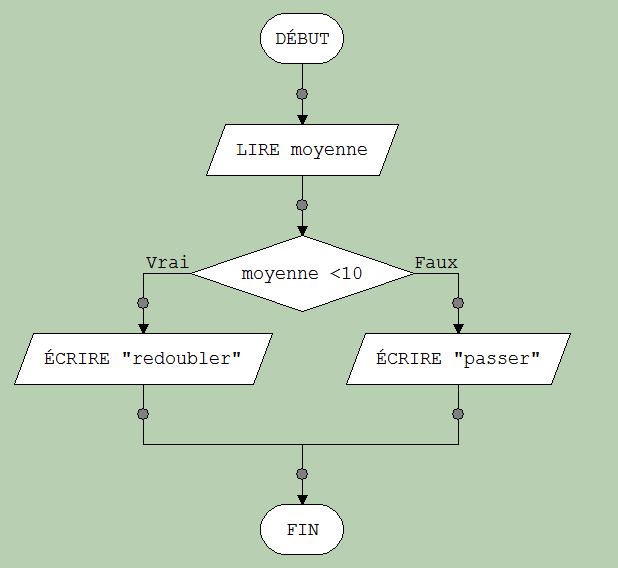 DÉBUT
LIRE moyenne
moyenne <10
Vrai
Faux
ÉCRIRE "redoubler"
ÉCRIRE "passer"
FIN